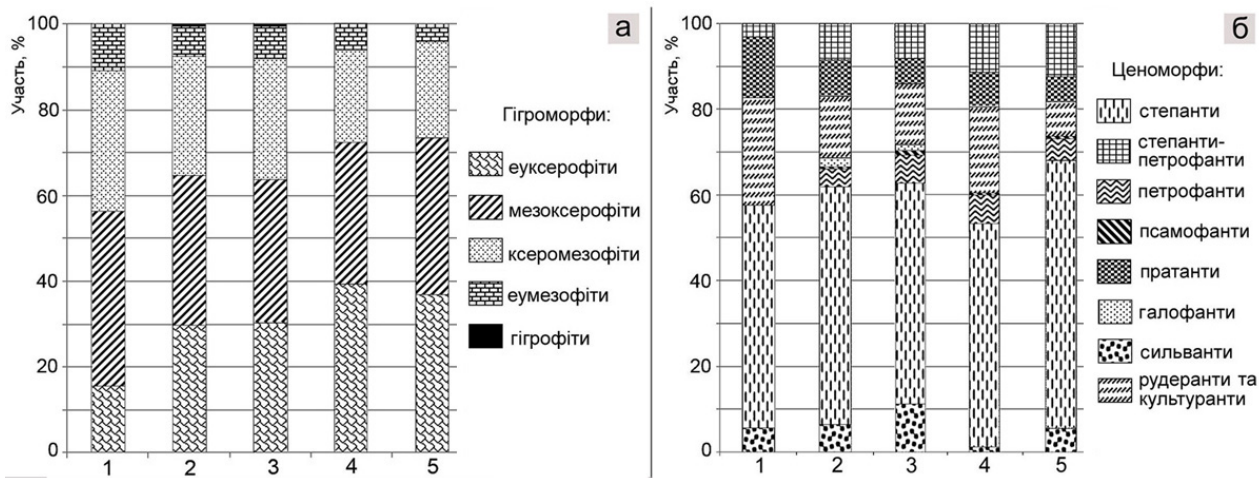 а
Участь, %
100
80
60
40
20
0
1 2 3 4 5
Гігроморфи:
еуксерофіти
мезоксерофіти
ксеромезофіти
еумезофіти
гігрофіти
б
Участь, %
100
80
60
40
20
0
1 2 3 4 5
Ценоморфи:
степанти
степанти-
петрофанти
петрофанти
псамофанти
пратанти
галофанти
сильванти
рудеранти та
культуранти